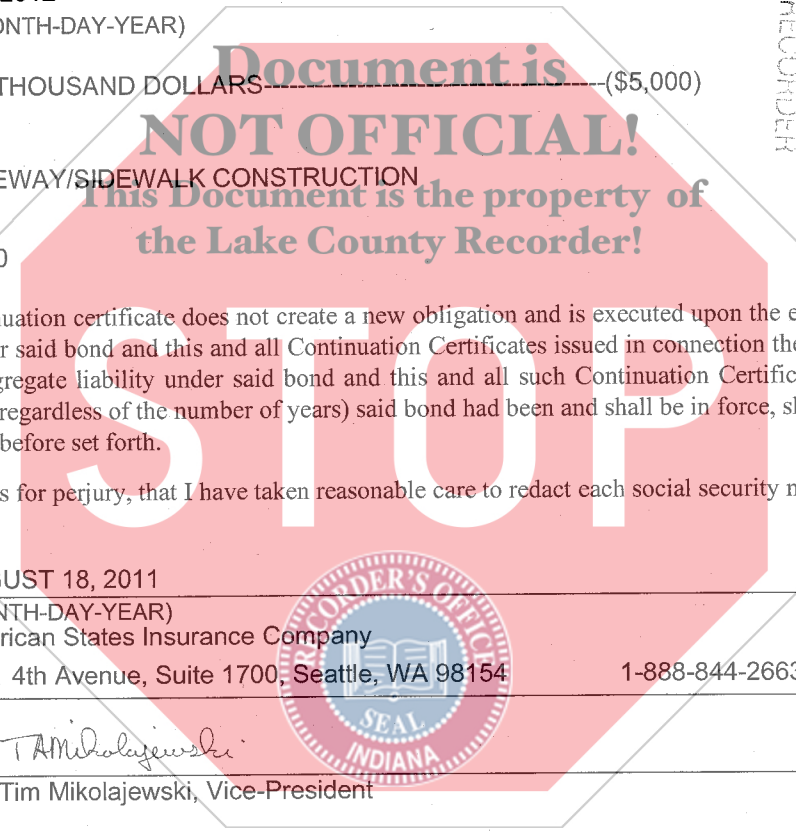 ONTH-DAY-YEAR)
RECORDER
Document is
THOUSAND DOLLARS-----($5,000)
NOT OFFICIAL!
EWAY/SIDEWALK CONSTRUCTION
This Document is the property of
the Lake County Recorder!
nuation certificate does not create a new obligation and is executed upon the e
r said bond and this and all Continuation Certificates issued in connection the
gregate liability under said bond and this and all such Continuation Certific
regardless of the number of years) said bond had been and shall be in force, sl
before set forth.
STOP
s for perjury, that I have taken reasonable care to redact each social security n
UST 18, 2011
NTH-DAY-YEAR)
rican States Insurance Company
4th Avenue, Suite 1700, Seattle, WA 98154 1-888-844-2663
RECORDER'S OFFICE
SEAL
INDIANA
TAMikolajewski
Tim Mikolajewski, Vice-President